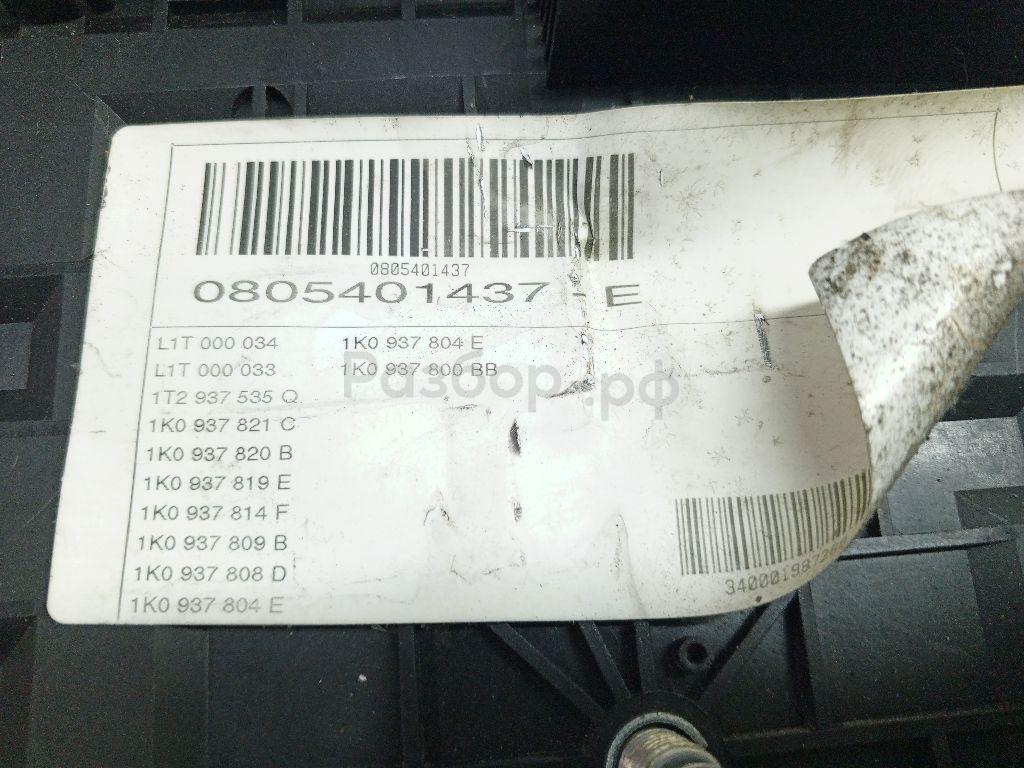 0805401437
0805401437-E
L1T 000 034 1K0 937 804 E
L1T 000 033 1K0 937 800 BB
1T2 937 535 Q
1K0 937 821 C
1K0 937 820 B
1K0 937 819 E
1K0 937 814 F
1K0 937 809 B
1K0 937 808 D
1K0 937 804 E
Разбор.рф